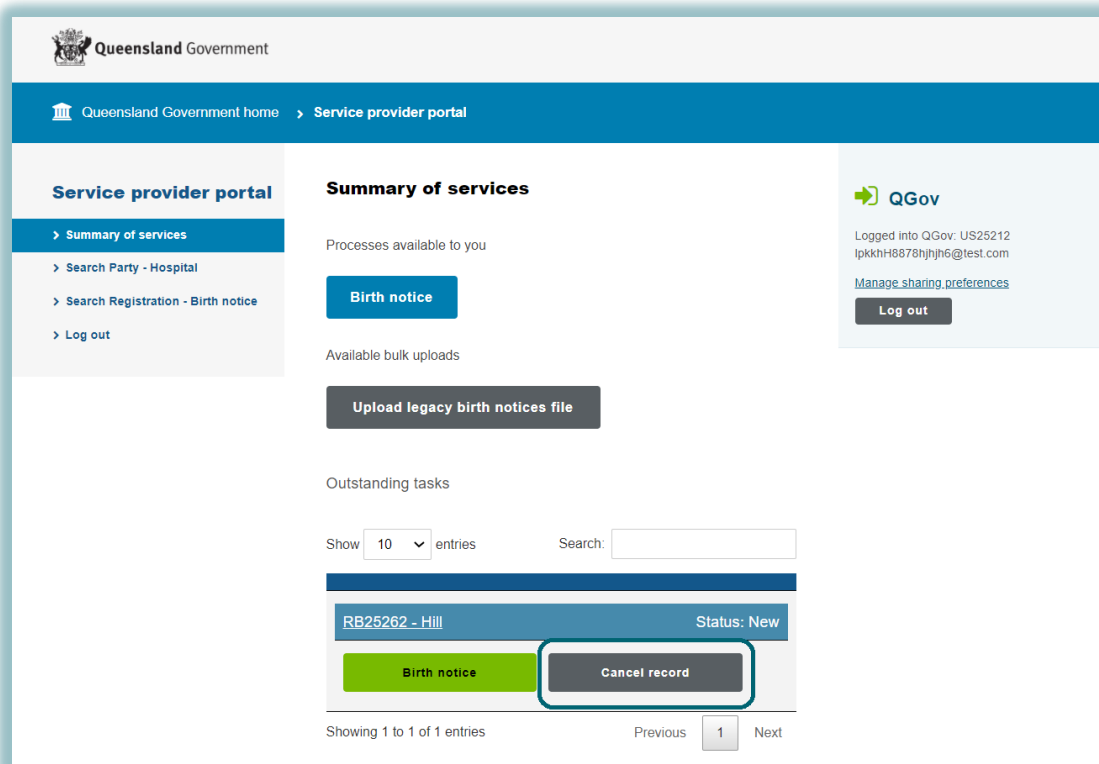 Queensland Government
Queensland Government home > Service provider portal
Service provider portal
> Summary of services
> Search Party - Hospital
> Search Registration - Birth notice
> Log out
Summary of services
Processes available to you
Birth notice
Available bulk uploads
Upload legacy birth notices file
Outstanding tasks
Show 10 entries Search:
RB25262 - Hill Status: New
Birth notice Cancel record
Showing 1 to 1 of 1 entries Previous 1 Next
QGov
Logged into QGov: US25212
lpkkhH8878hjhjh6@test.com
Manage sharing preferences
Log out